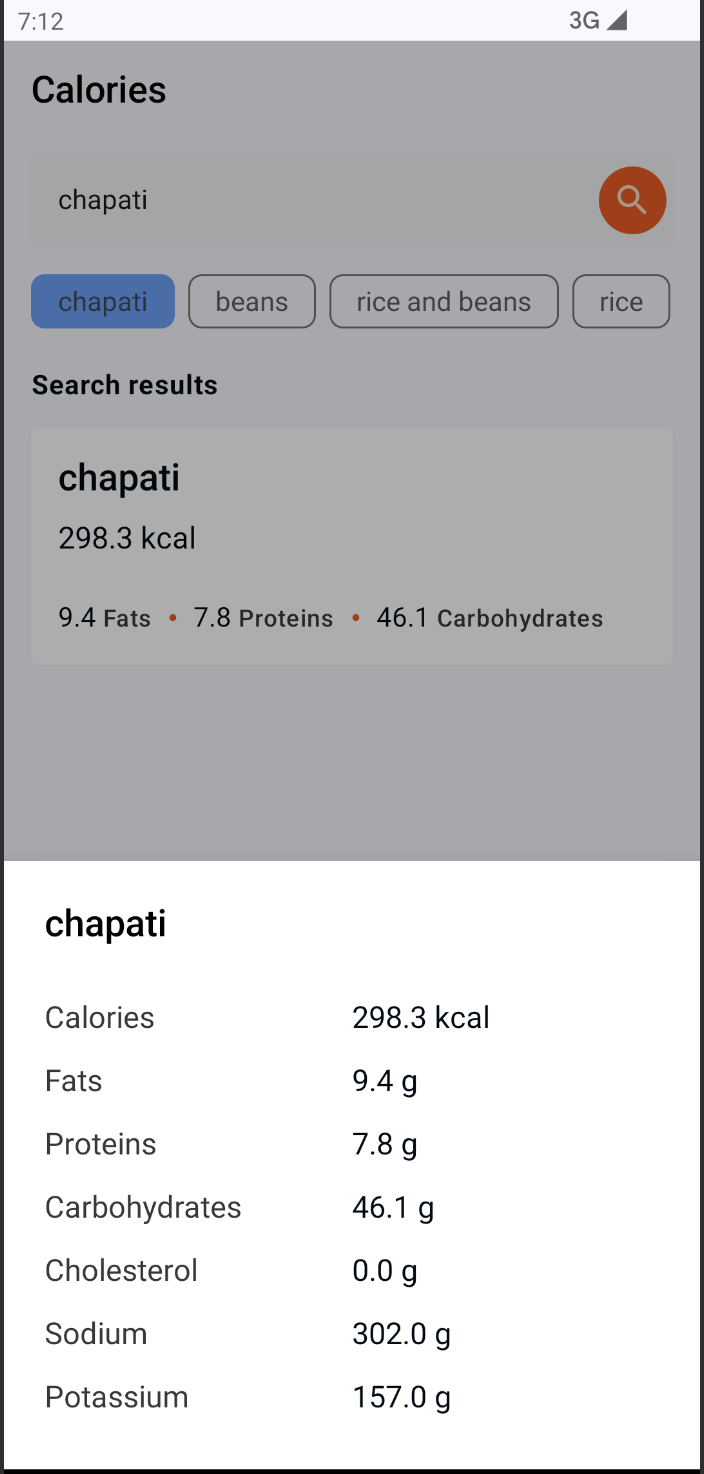 7:12 3G
Calories
chapati
chapati beans rice and beans rice
Search results
chapati
298.3 kcal
9.4 Fats • 7.8 Proteins • 46.1 Carbohydrates
chapati
Calories 298.3 kcal
Fats 9.4 g
Proteins 7.8 g
Carbohydrates 46.1 g
Cholesterol 0.0 g
Sodium 302.0 g
Potassium 157.0 g